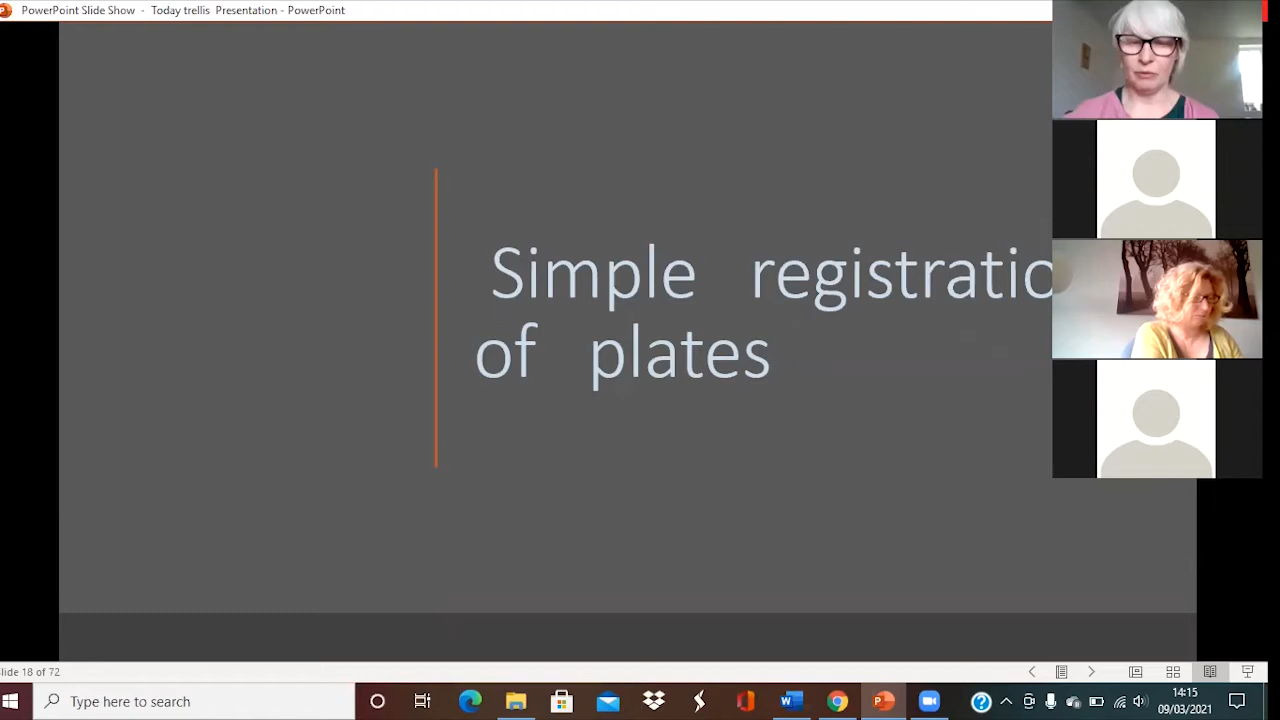 PowerPoint Slide Show - Today trellis Presentation - PowerPoint
Simple registratio
of plates
Slide 18 of 72
Type here to search
14:15
09/03/2021